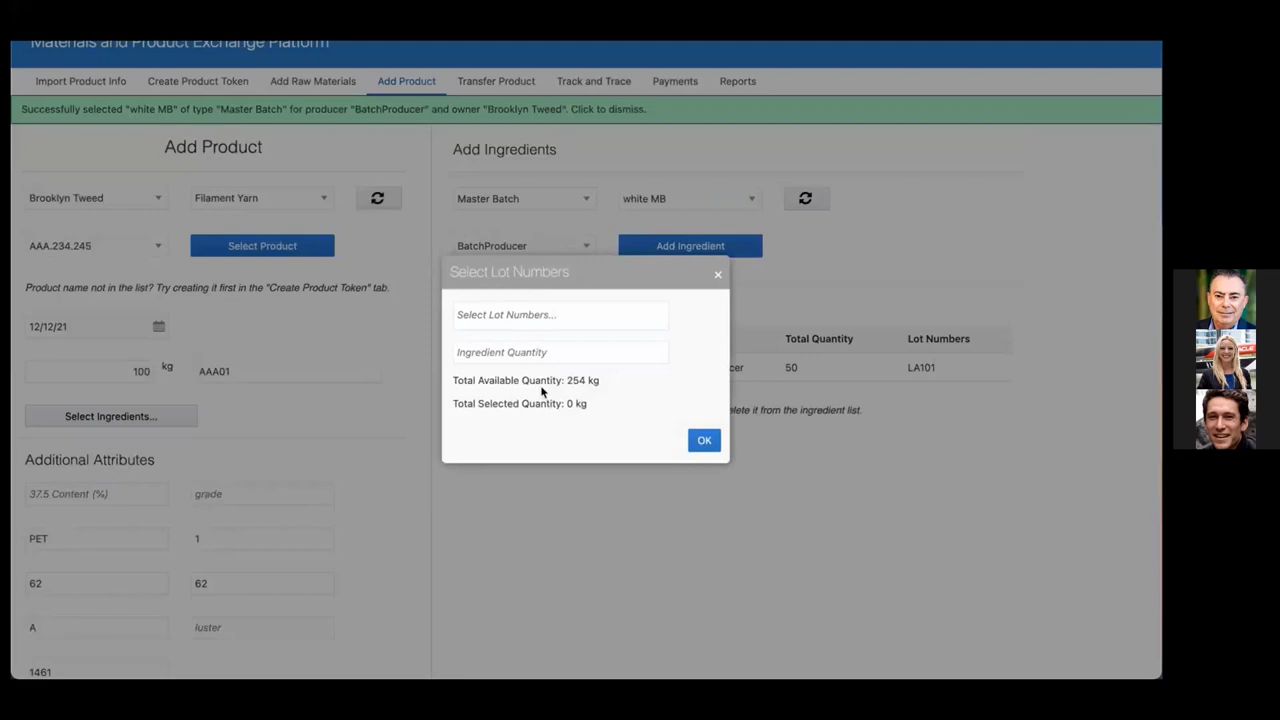 Materials and Product Exchange Platform
Import Product Info Create Product Token Add Raw Materials Add Product Transfer Product Track and Trace Payments Reports
Successfully selected "white MB" of type "Master Batch" for producer "BatchProducer" and owner "Brooklyn Tweed". Click to dismiss.
Add Product
Add Ingredients
Brooklyn Tweed Filament Yarn
Master Batch white MB
AAA.234.245 Select Product
BatchProducer Add Ingredient
Product name not in the list? Try creating it first in the "Create Product Token" tab.
Select Lot Numbers
×
Select Lot Numbers...
Ingredient Quantity
Total Available Quantity: 254 kg
Total Selected Quantity: 0 kg
OK
12/12/21
Total Quantity Lot Numbers
100 kg AAA01
50 LA101
Select Ingredients...
it from the ingredient list.
Additional Attributes
37.5 Content (%) grade
PET 1
62 62
A luster
1461